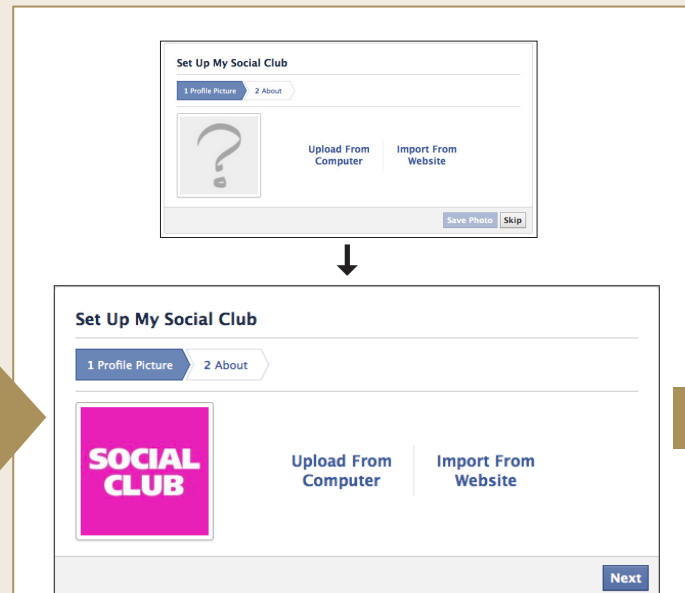 Set Up My Social Club
1 Profile Picture 2 About
?
Upload From
Computer
Import From
Website
Save Photo Skip
Set Up My Social Club
1 Profile Picture 2 About
SOCIAL
CLUB
Upload From
Computer
Import From
Website
Next